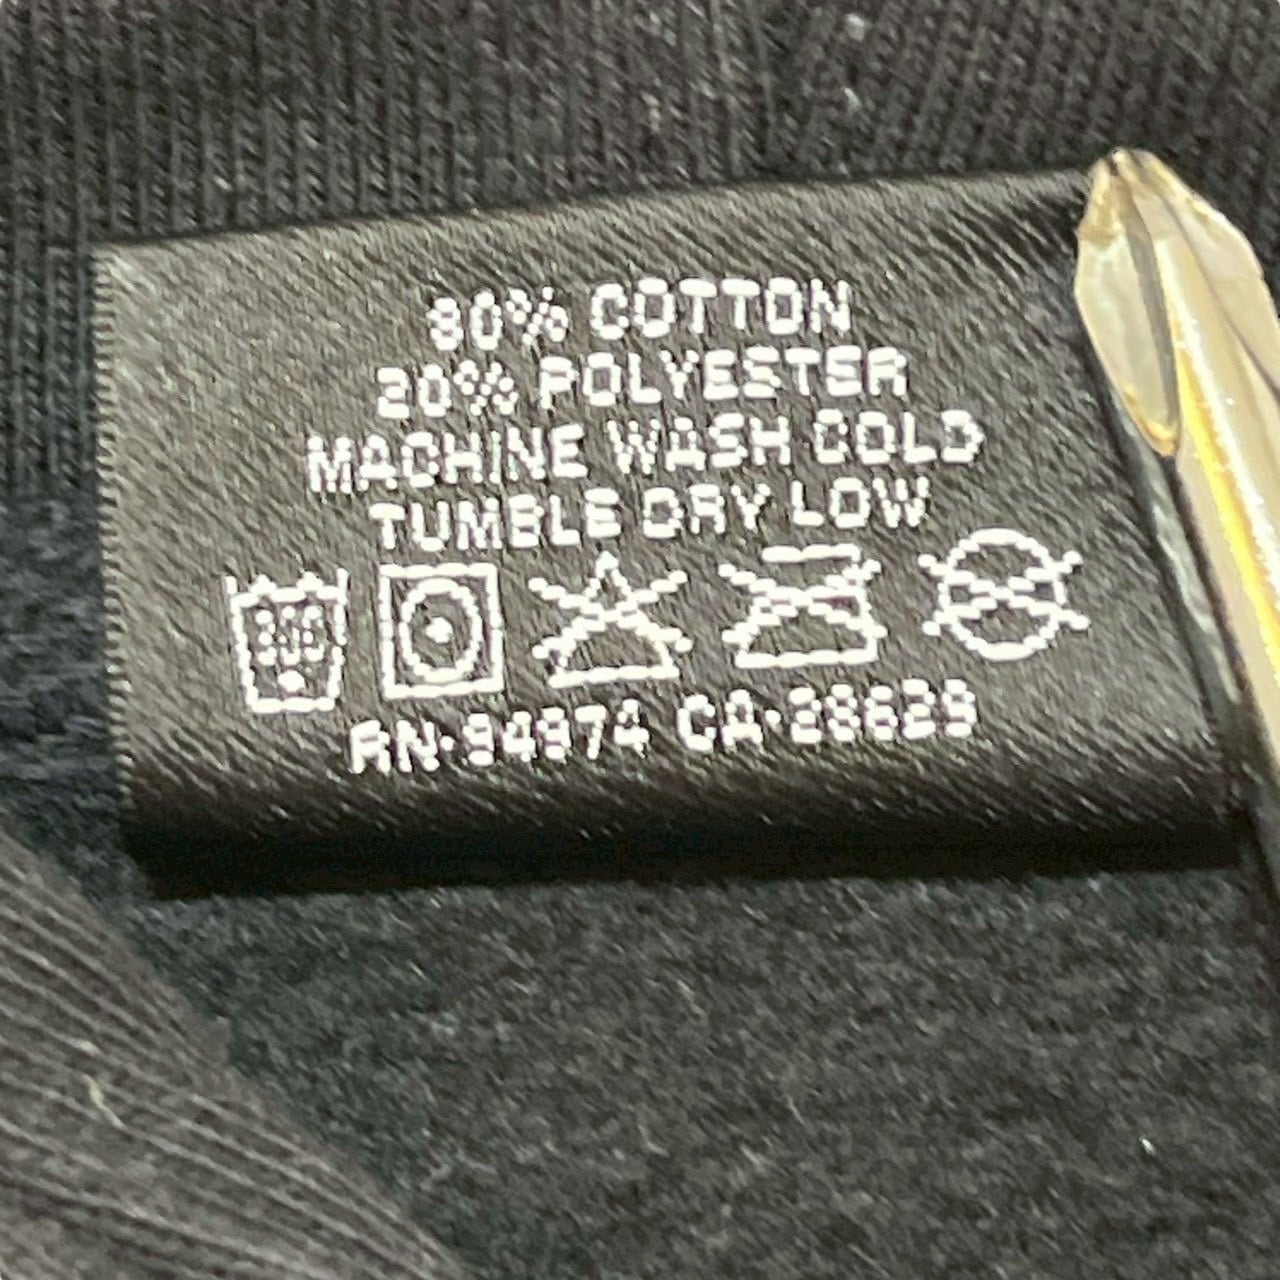 80% COTTON
20% POLYESTER
MACHINE WASH COLD
TUMBLE DRY LOW
RN·94974 CA·28629